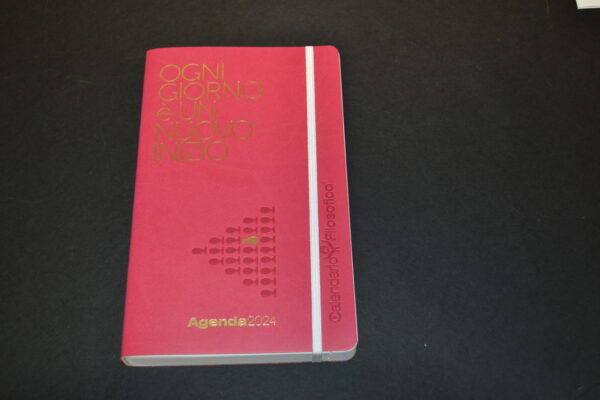 OGNI
GIORNO
è UN
NUOVO
INIZIO
Agenda2024
Calendario Filosofico